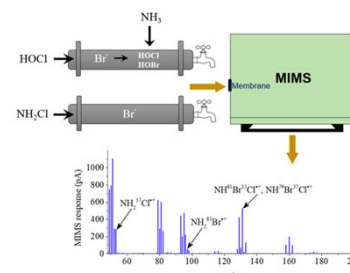 NH₃
HOCl
Br⁻
HOCl
HOBr
NH₂Cl
Br⁻
Membrane
MIMS
MIMS response (pA)
1000
800
600
400
200
0
NH₂³⁷Cl•⁺
NH₂⁸¹Br•⁺
NH⁸¹Br³⁵Cl•⁺, NH⁷⁹Br³⁷Cl•⁺
60
80
100
120
140
160
180